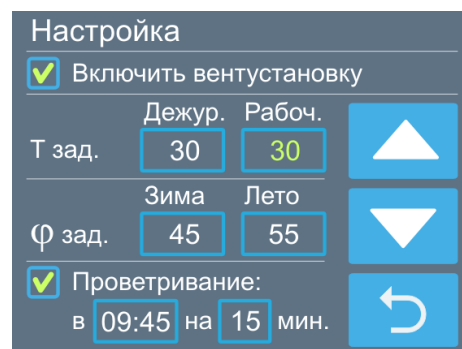 Настройка
Включить вентустановку
Дежур. Рабоч.
Т зад. 30 30
Зима Лето
φ зад. 45 55
Проветривание:
в 09:45 на 15 мин.